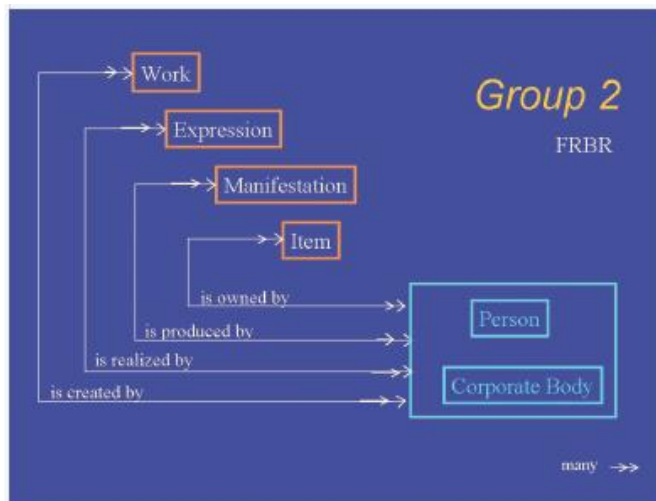 Work
Group 2
Expression
FRBR
Manifestation
Item
is owned by
Person
is produced by
is realized by
Corporate Body
is created by
many